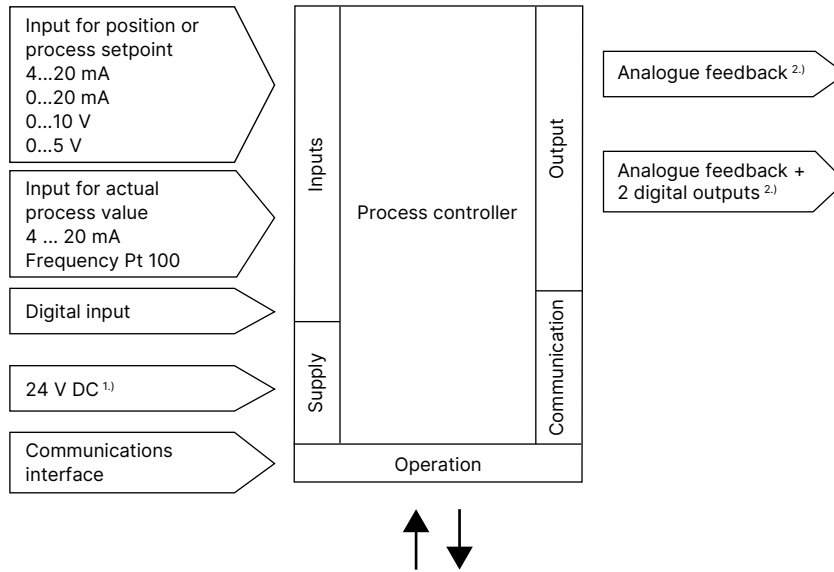 Input for position or
process setpoint
4...20 mA
0...20 mA
0...10 V
0...5 V
Input for actual
process value
4 ... 20 mA
Frequency Pt 100
Digital input
24 V DC 1.)
Communications
interface
Inputs
Supply
Process controller
Output
Communication
Operation
Analogue feedback 2.)
Analogue feedback +
2 digital outputs 2.)